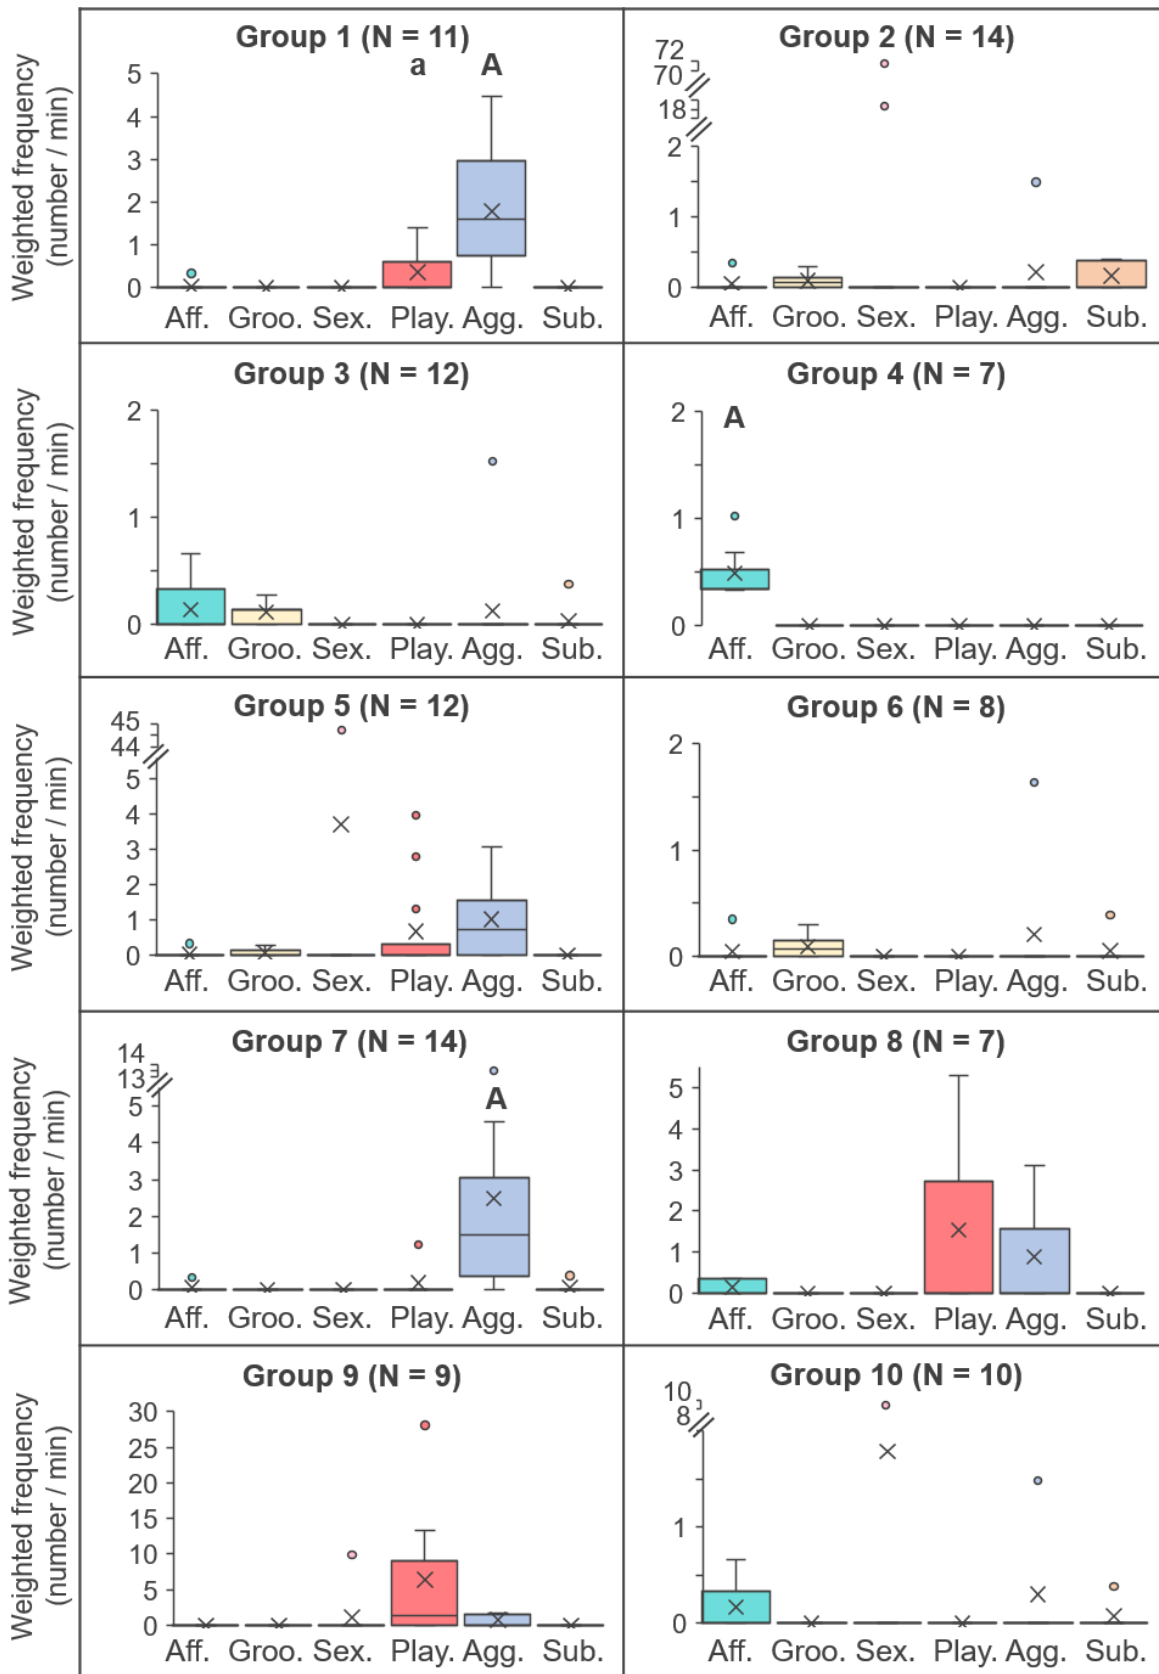 Group 1 (N = 11)
a A
Weighted frequency
(number / min)
5
4
3
2
1
0
Aff. Groo. Sex. Play. Agg. Sub.
Group 2 (N = 14)
72
70
18
2
1
0
Aff. Groo. Sex. Play. Agg. Sub.
Group 3 (N = 12)
Weighted frequency
(number / min)
2
1
0
Aff. Groo. Sex. Play. Agg. Sub.
Group 4 (N = 7)
A
2
1
0
Aff. Groo. Sex. Play. Agg. Sub.
Group 5 (N = 12)
Weighted frequency
(number / min)
45
44
5
4
3
2
1
0
Aff. Groo. Sex. Play. Agg. Sub.
Group 6 (N = 8)
2
1
0
Aff. Groo. Sex. Play. Agg. Sub.
Group 7 (N = 14)
A
Weighted frequency
(number / min)
14
13
5
4
3
2
1
0
Aff. Groo. Sex. Play. Agg. Sub.
Group 8 (N = 7)
5
4
3
2
1
0
Aff. Groo. Sex. Play. Agg. Sub.
Group 9 (N = 9)
Weighted frequency
(number / min)
30
25
20
15
10
5
0
Aff. Groo. Sex. Play. Agg. Sub.
Group 10 (N = 10)
10
8
1
0
Aff. Groo. Sex. Play. Agg. Sub.